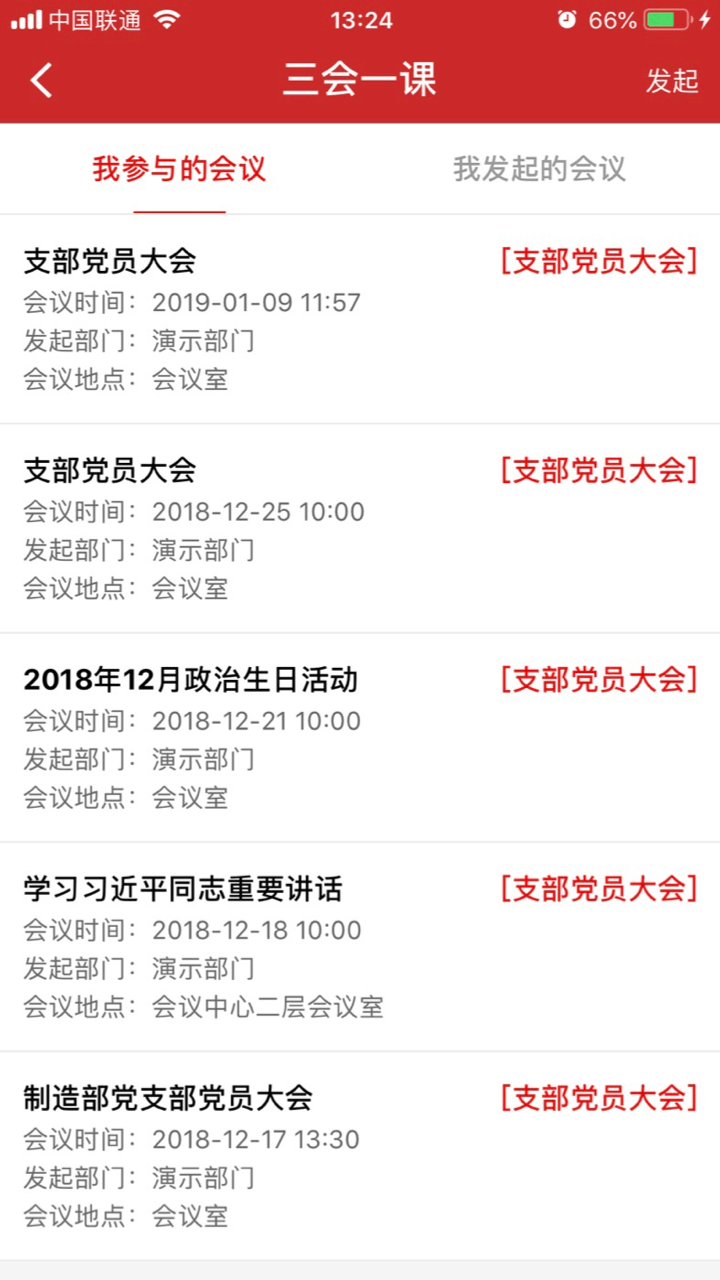 中国联通 13:24 66%
三会一课 发起
我参与的会议 我发起的会议
支部党员大会 [支部党员大会]
会议时间：2019-01-09 11:57
发起部门：演示部门
会议地点：会议室
支部党员大会 [支部党员大会]
会议时间：2018-12-25 10:00
发起部门：演示部门
会议地点：会议室
2018年12月政治生日活动 [支部党员大会]
会议时间：2018-12-21 10:00
发起部门：演示部门
会议地点：会议室
学习习近平同志重要讲话 [支部党员大会]
会议时间：2018-12-18 10:00
发起部门：演示部门
会议地点：会议中心二层会议室
制造部党支部党员大会 [支部党员大会]
会议时间：2018-12-17 13:30
发起部门：演示部门
会议地点：会议室